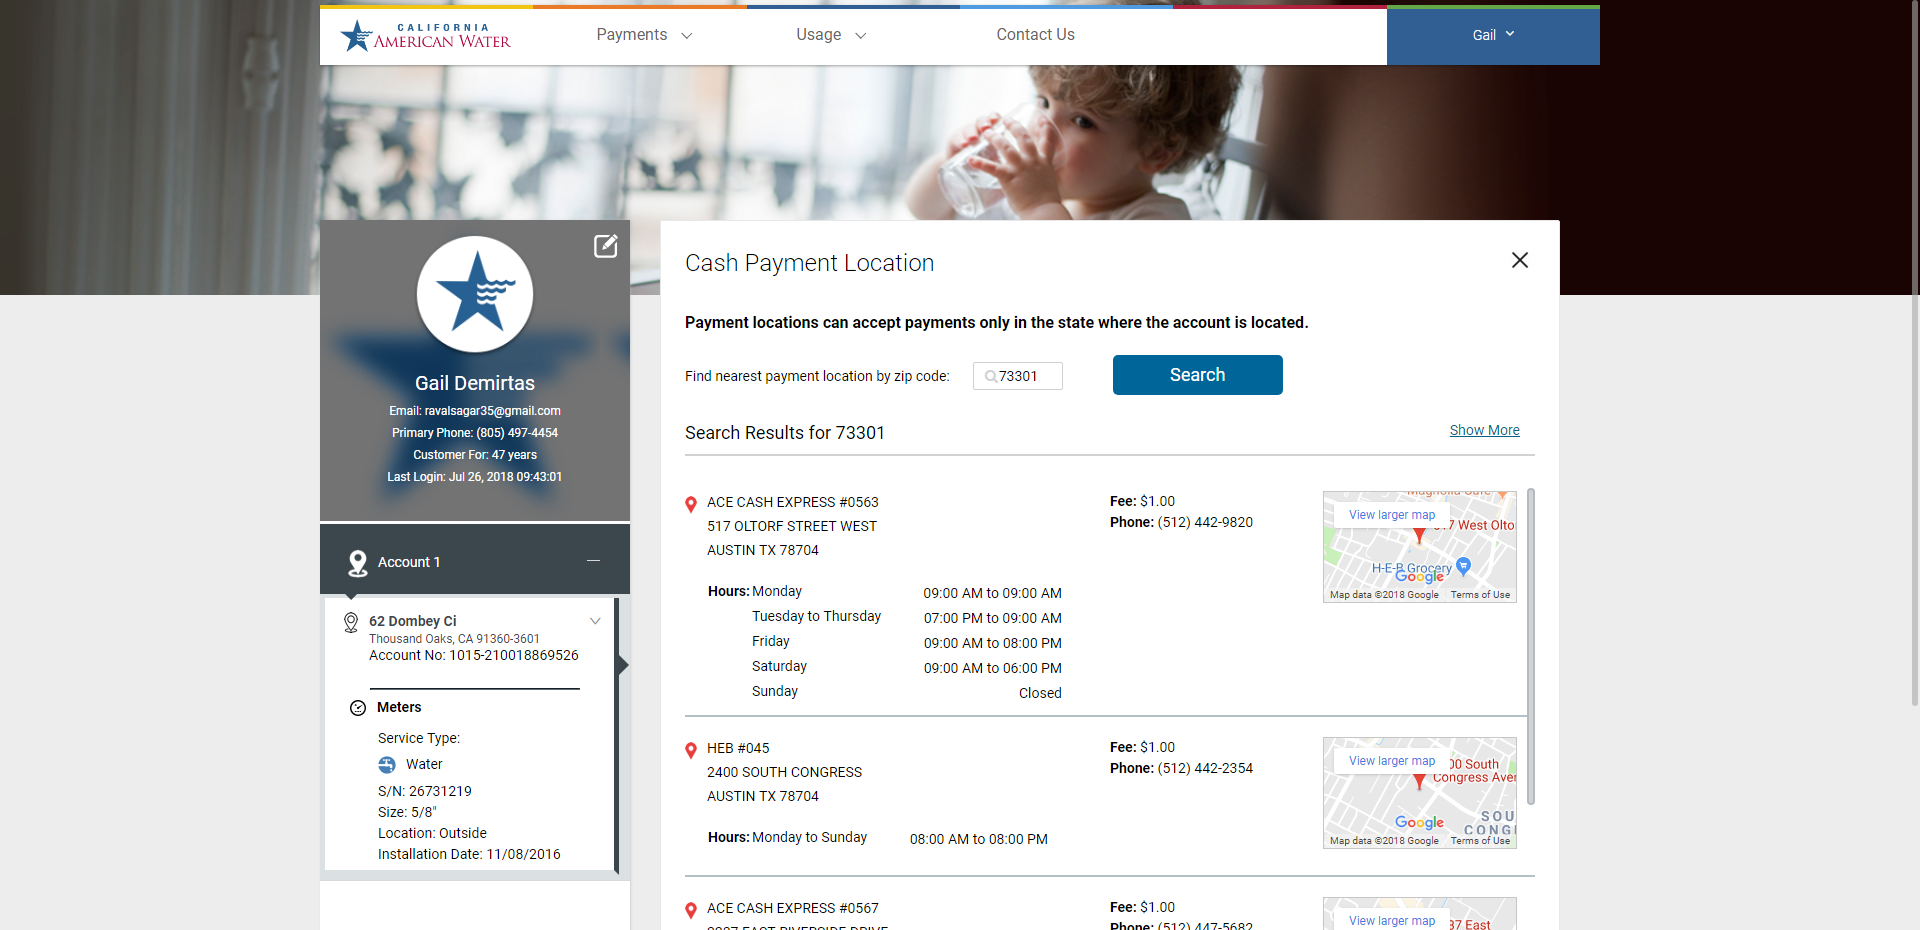 CALIFORNIA
AMERICAN WATER
Payments
Usage
Contact Us
Gail
Gail Demirtas
Email: ravalsagar35@gmail.com
Primary Phone: (805) 497-4454
Customer For: 47 years
Last Login: Jul 26, 2018 09:43:01
Account 1
62 Dombey Ci
Thousand Oaks, CA 91360-3601
Account No: 1015-210018869526
Meters
Service Type:
Water
S/N: 26731219
Size: 5/8"
Location: Outside
Installation Date: 11/08/2016
Cash Payment Location
Payment locations can accept payments only in the state where the account is located.
Find nearest payment location by zip code:
73301
Search
Search Results for 73301
Show More
ACE CASH EXPRESS #0563
517 OLTORF STREET WEST
AUSTIN TX 78704
Fee: $1.00
Phone: (512) 442-9820
Hours: Monday 09:00 AM to 09:00 AM
Tuesday to Thursday 07:00 PM to 09:00 AM
Friday 09:00 AM to 08:00 PM
Saturday 09:00 AM to 06:00 PM
Sunday Closed
View larger map
7 West Olto
H-E-B Grocery
Google
Map data ©2018 Google Terms of Use
HEB #045
2400 SOUTH CONGRESS
AUSTIN TX 78704
Fee: $1.00
Phone: (512) 442-2354
Hours: Monday to Sunday 08:00 AM to 08:00 PM
View larger map
00 South
Congress Aver
SOU
CONGI
Google
Map data ©2018 Google Terms of Use
ACE CASH EXPRESS #0567
Fee: $1.00
Phone: (512) 447-5682
View larger map
37 East